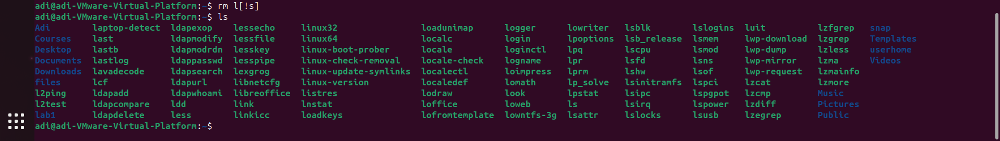 adi@adi-VMware-Virtual-Platform:~$ rm l[!s]
adi@adi-VMware-Virtual-Platform:~$ ls
Adi laptop-detect ldapexop lessecho linux32 loadunimap logger lowriter lsblk lslogins luit lzfgrep snap
Courses last ldapmodify lessfile linux64 localc login lpoptions lsb_release lsmem lwp-download lzgrep Templates
Desktop lastb ldapmodrdn lesskey linux-boot-prober locale loginctl lpq lscpu lsmod lwp-dump lzless userhome
Documents lastlog ldappasswd lesspipe linux-check-removal locale-check logname lpr lsfd lsns lwp-mirror lzma Videos
Downloads lavadecode ldapsearch lexgrog linux-update-symlinks localectl loimpress lprm lshw lsof lwp-request lzmainfo
files lcf ldapurl libnetcfg linux-version localedef lomath lp_solve lsinitramfs lspci lzcat lzmore
l2ping ldapadd ldapwhoami libreoffice listres lodraw look lpstat lsipc lspgpot lzcmp Music
l2test ldapcompare ldd link lnstat loffice loweb ls lsirq lspower lzdiff Pictures
lab1 ldapdelete less linkicc loadkeys lofromtemplate lowntfs-3g lsattr lslocks lsusb lzegrep Public
adi@adi-VMware-Virtual-Platform:~$